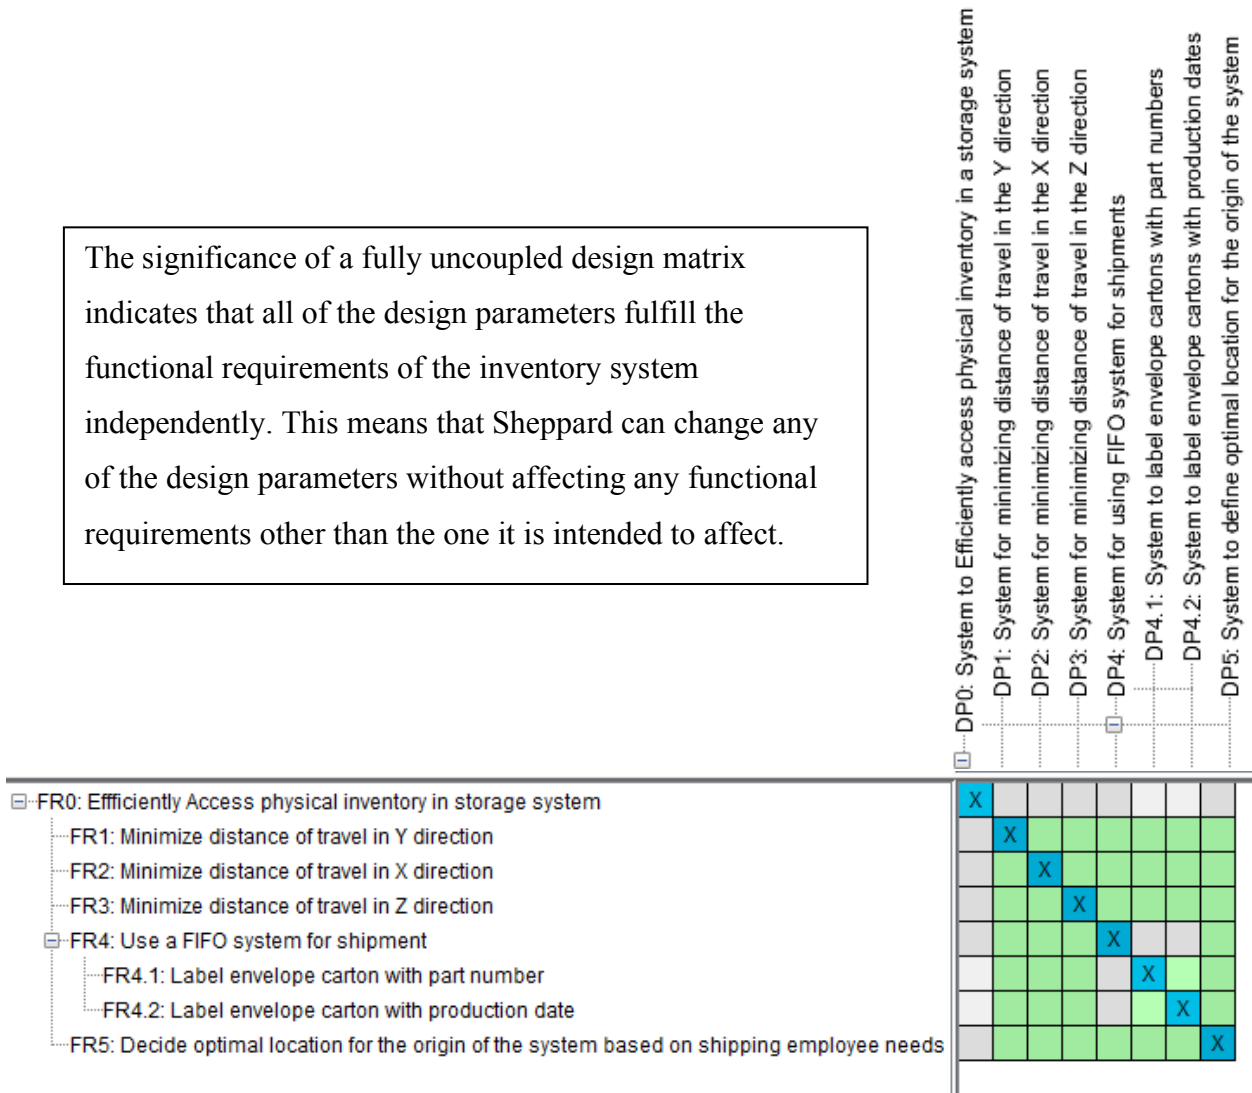 The significance of a fully uncoupled design matrix
indicates that all of the design parameters fulfill the
functional requirements of the inventory system
independently. This means that Sheppard can change any
of the design parameters without affecting any functional
requirements other than the one it is intended to affect.
DP0: System to Efficiently access physical inventory in a storage system
DP1: System for minimizing distance of travel in the Y direction
DP2: System for minimizing distance of travel in the X direction
DP3: System for minimizing distance of travel in the Z direction
DP4: System for using FIFO system for shipments
DP4.1: System to label envelope cartons with part numbers
DP4.2: System to label envelope cartons with production dates
DP5: System to define optimal location for the origin of the system
FR0: Effficiently Access physical inventory in storage system X
FR1: Minimize distance of travel in Y direction X
FR2: Minimize distance of travel in X direction X
FR3: Minimize distance of travel in Z direction X
FR4: Use a FIFO system for shipment X
FR4.1: Label envelope carton with part number X
FR4.2: Label envelope carton with production date X
FR5: Decide optimal location for the origin of the system based on shipping employee needs X